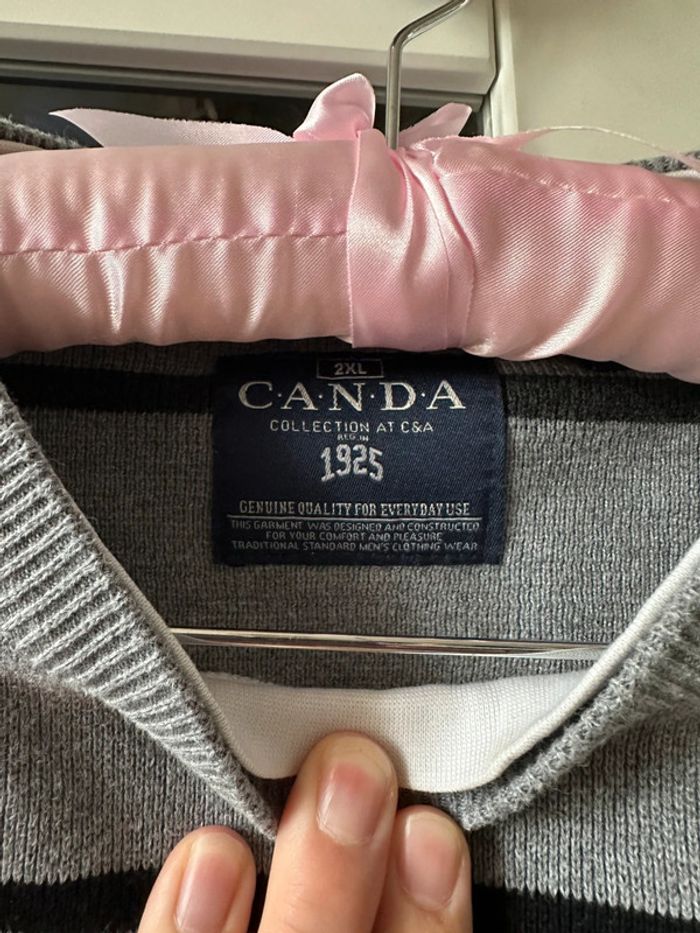 2XL
C·A·N·D·A
COLLECTION AT C&A
REG.IN
1925
GENUINE QUALITY FOR EVERYDAY USE
THIS GARMENT WAS DESIGNED AND CONSTRUCTED
FOR YOUR COMFORT AND PLEASURE
TRADITIONAL STANDARD MEN'S CLOTHING WEAR